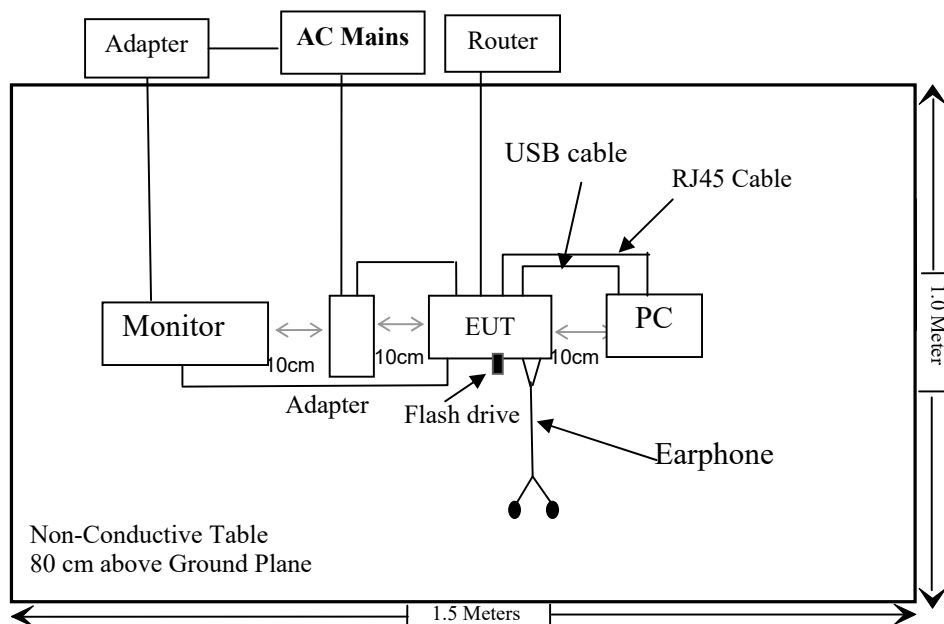 Adapter
AC Mains
Router
USB cable
RJ45 Cable
Monitor
10cm
10cm
EUT
10cm
PC
Adapter
Flash drive
Earphone
Non-Conductive Table
80 cm above Ground Plane
1.0 Meter
1.5 Meters